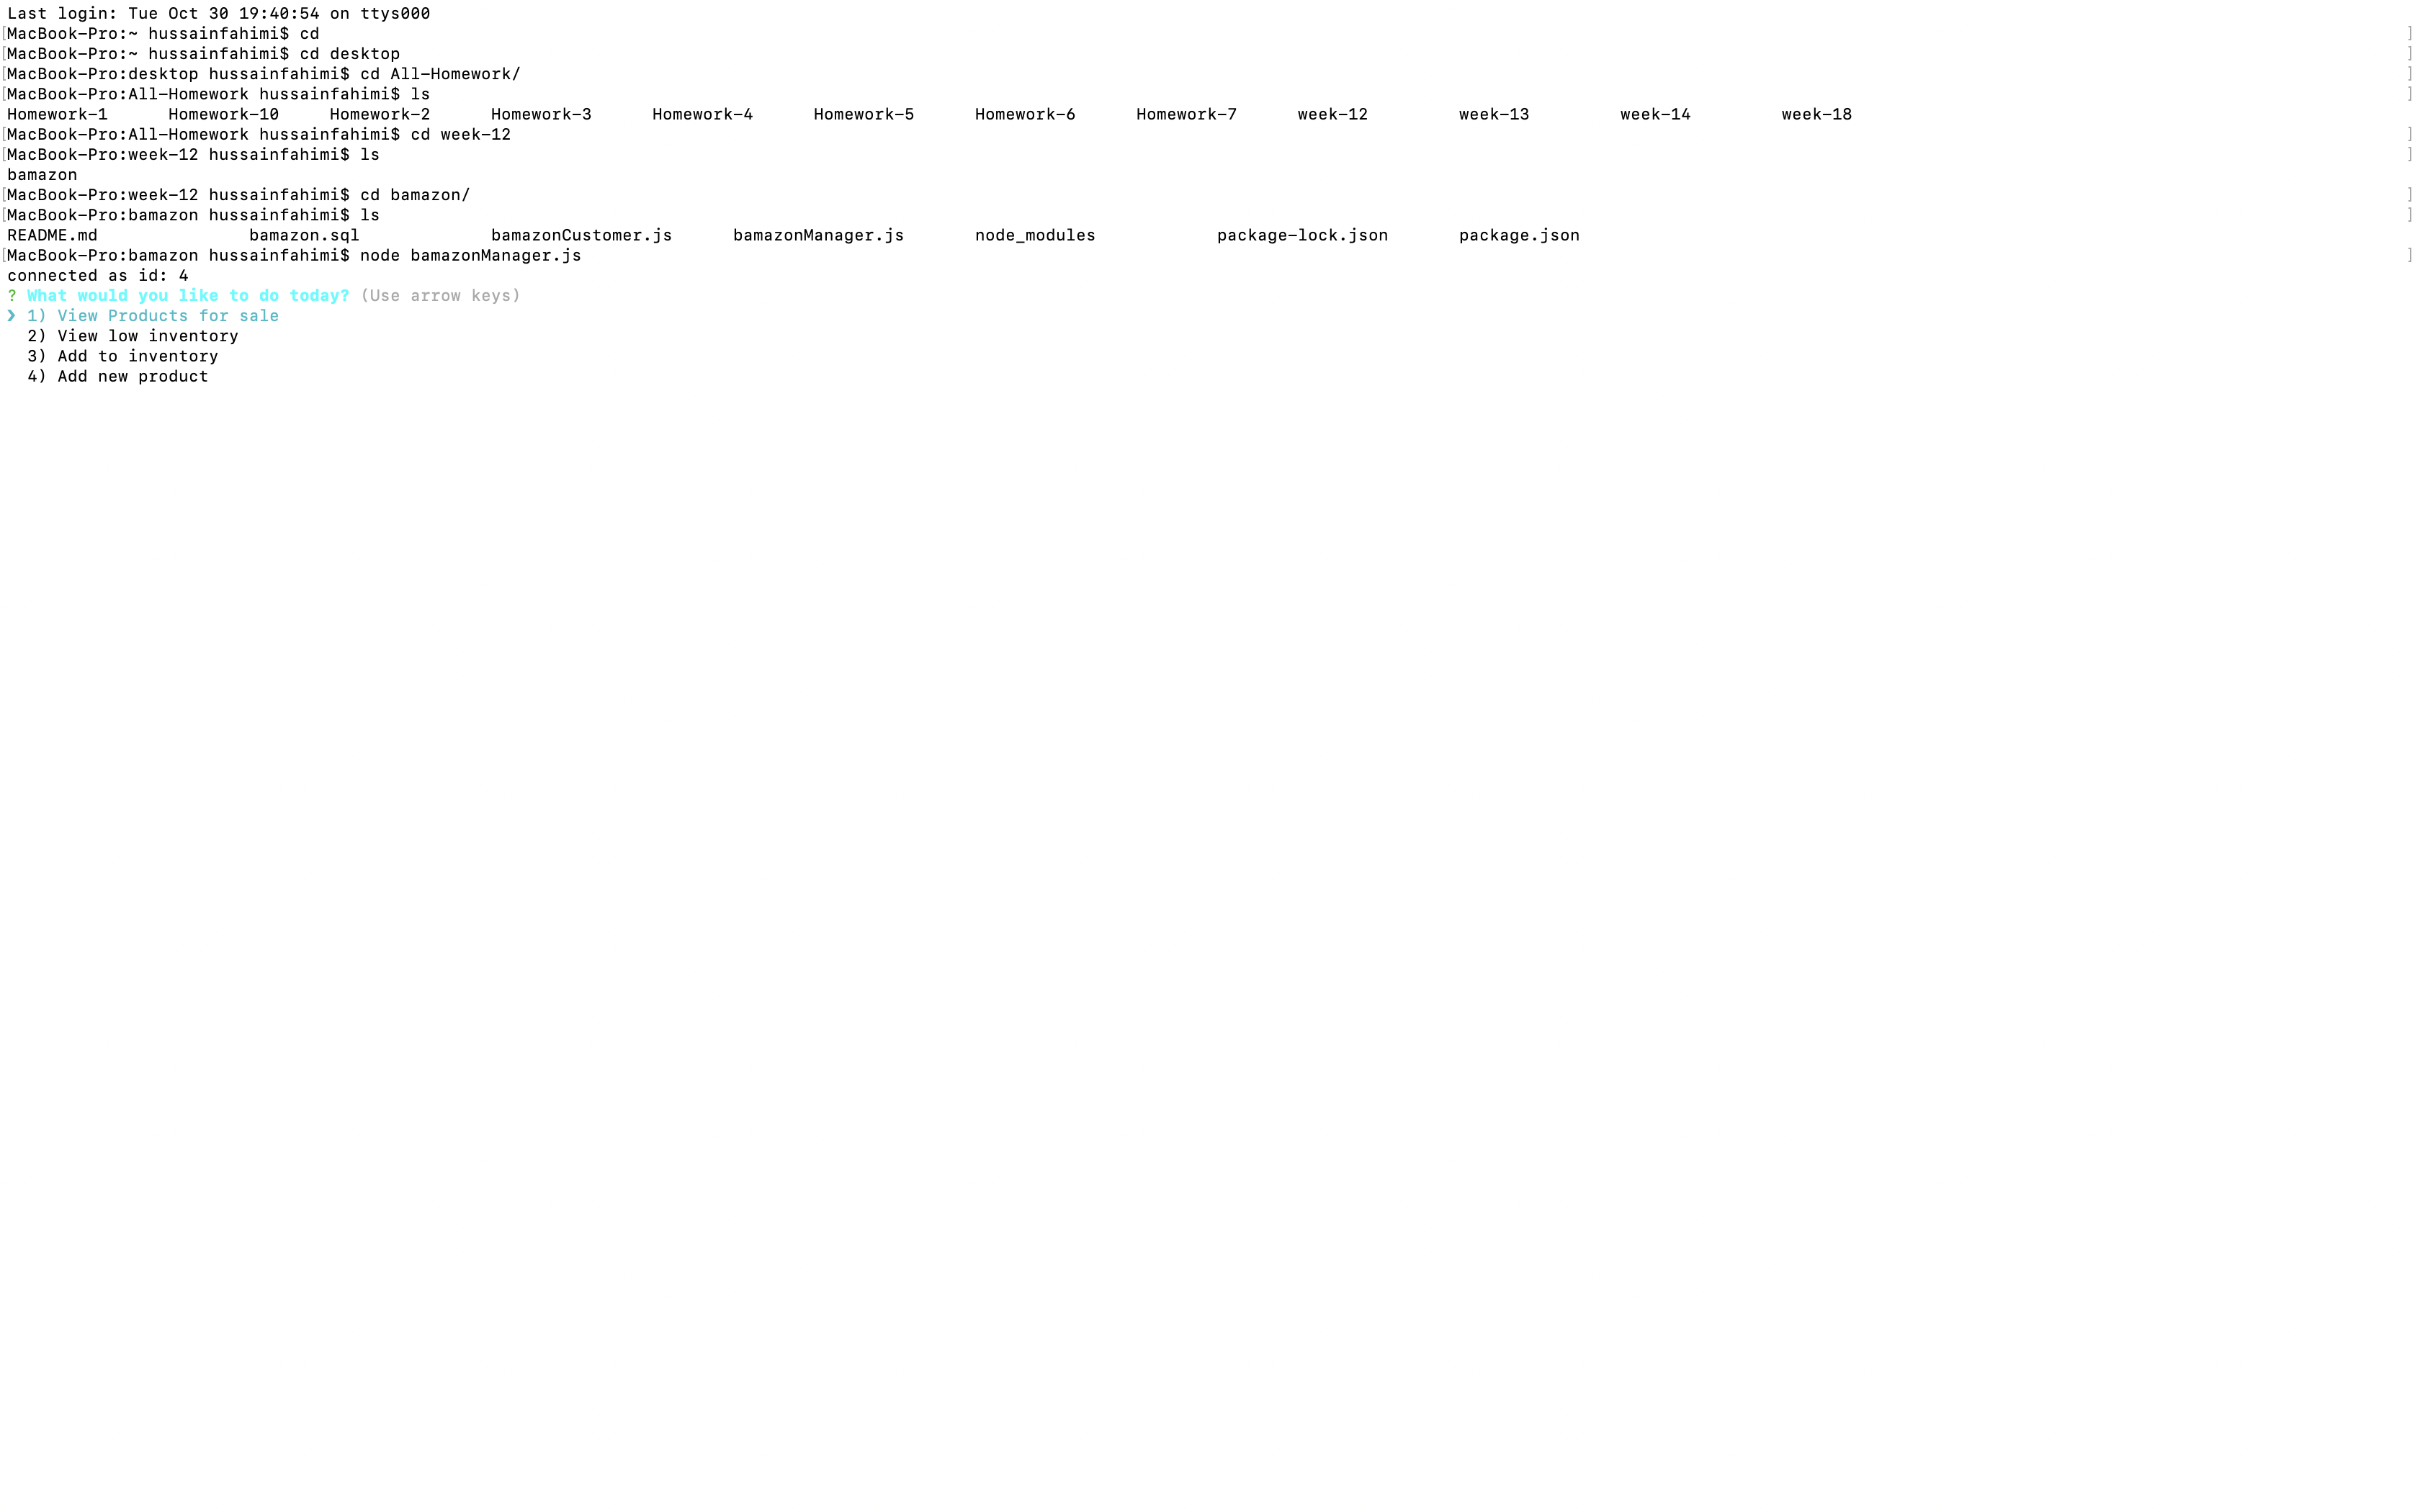 Last login: Tue Oct 30 19:40:54 on ttys000
[MacBook-Pro:~ hussainfahimi$ cd ]
[MacBook-Pro:~ hussainfahimi$ cd desktop ]
[MacBook-Pro:desktop hussainfahimi$ cd All-Homework/ ]
[MacBook-Pro:All-Homework hussainfahimi$ ls ]
Homework-1 Homework-10 Homework-2 Homework-3 Homework-4 Homework-5 Homework-6 Homework-7 week-12 week-13 week-14 week-18
[MacBook-Pro:All-Homework hussainfahimi$ cd week-12 ]
[MacBook-Pro:week-12 hussainfahimi$ ls ]
bamazon
[MacBook-Pro:week-12 hussainfahimi$ cd bamazon/ ]
[MacBook-Pro:bamazon hussainfahimi$ ls ]
README.md bamazon.sql bamazonCustomer.js bamazonManager.js node_modules package-lock.json package.json
[MacBook-Pro:bamazon hussainfahimi$ node bamazonManager.js ]
connected as id: 4
? What would you like to do today? (Use arrow keys)
❯ 1) View Products for sale
2) View low inventory
3) Add to inventory
4) Add new product